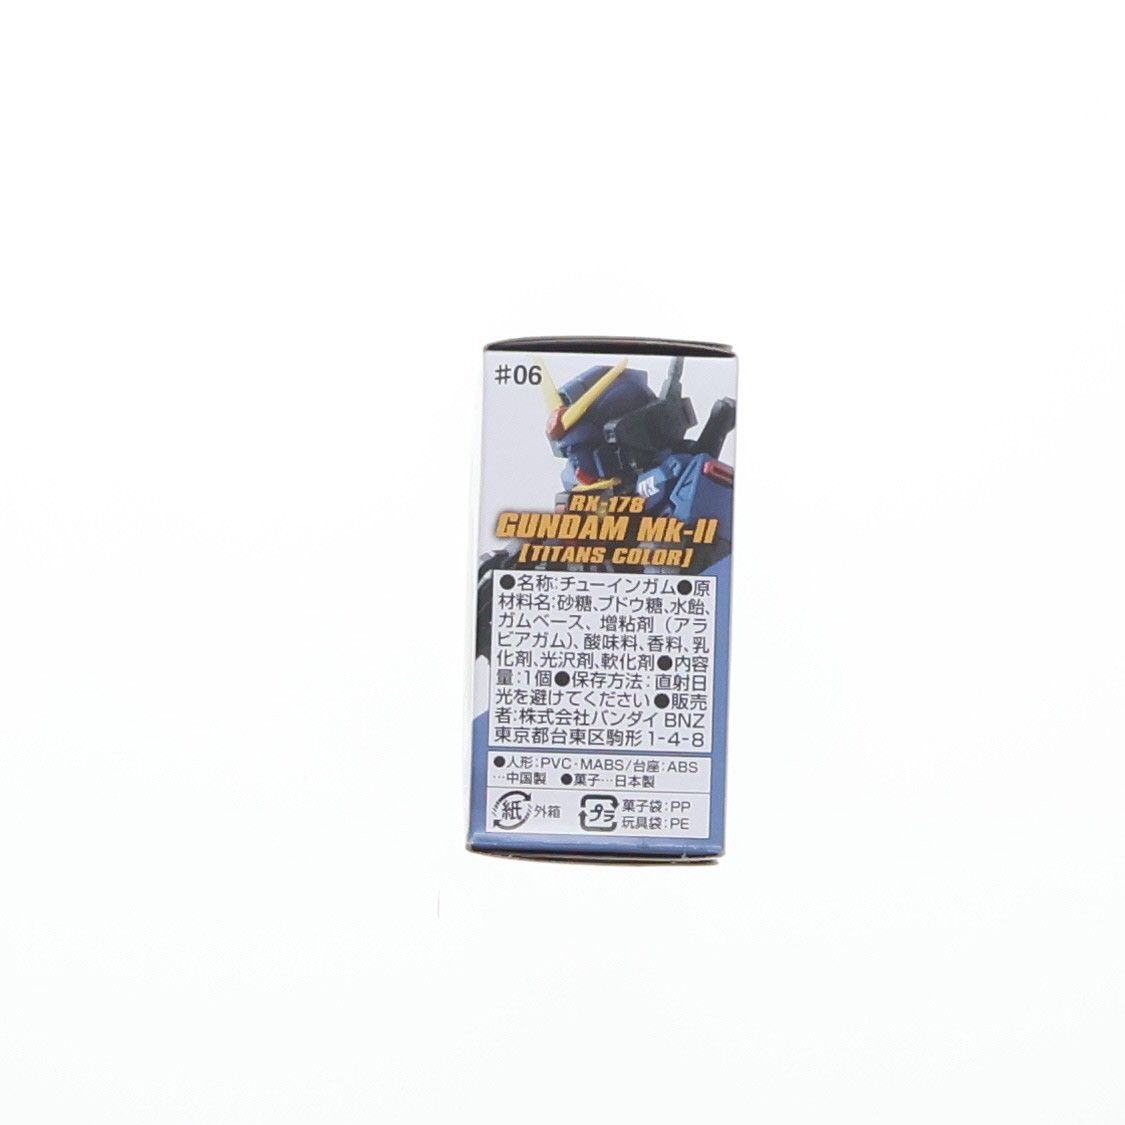 #06
RX-178
GUNDAM Mk-II
[TITANS COLOR]
●名称:チューインガム●原
材料名:砂糖、ブドウ糖、水飴、
ガムベース、増粘剤（アラ
ビアガム）、酸味料、香料、乳
化剤、光沢剤、軟化剤●内容
量:1個●保存方法:直射日
光を避けてください●販売
者:株式会社バンダイ BNZ
東京都台東区駒形1-4-8
●人形:PVC・MABS/台座:ABS
…中国製 ●菓子…日本製
紙 外箱
プラ 菓子袋:PP
玩具袋:PE